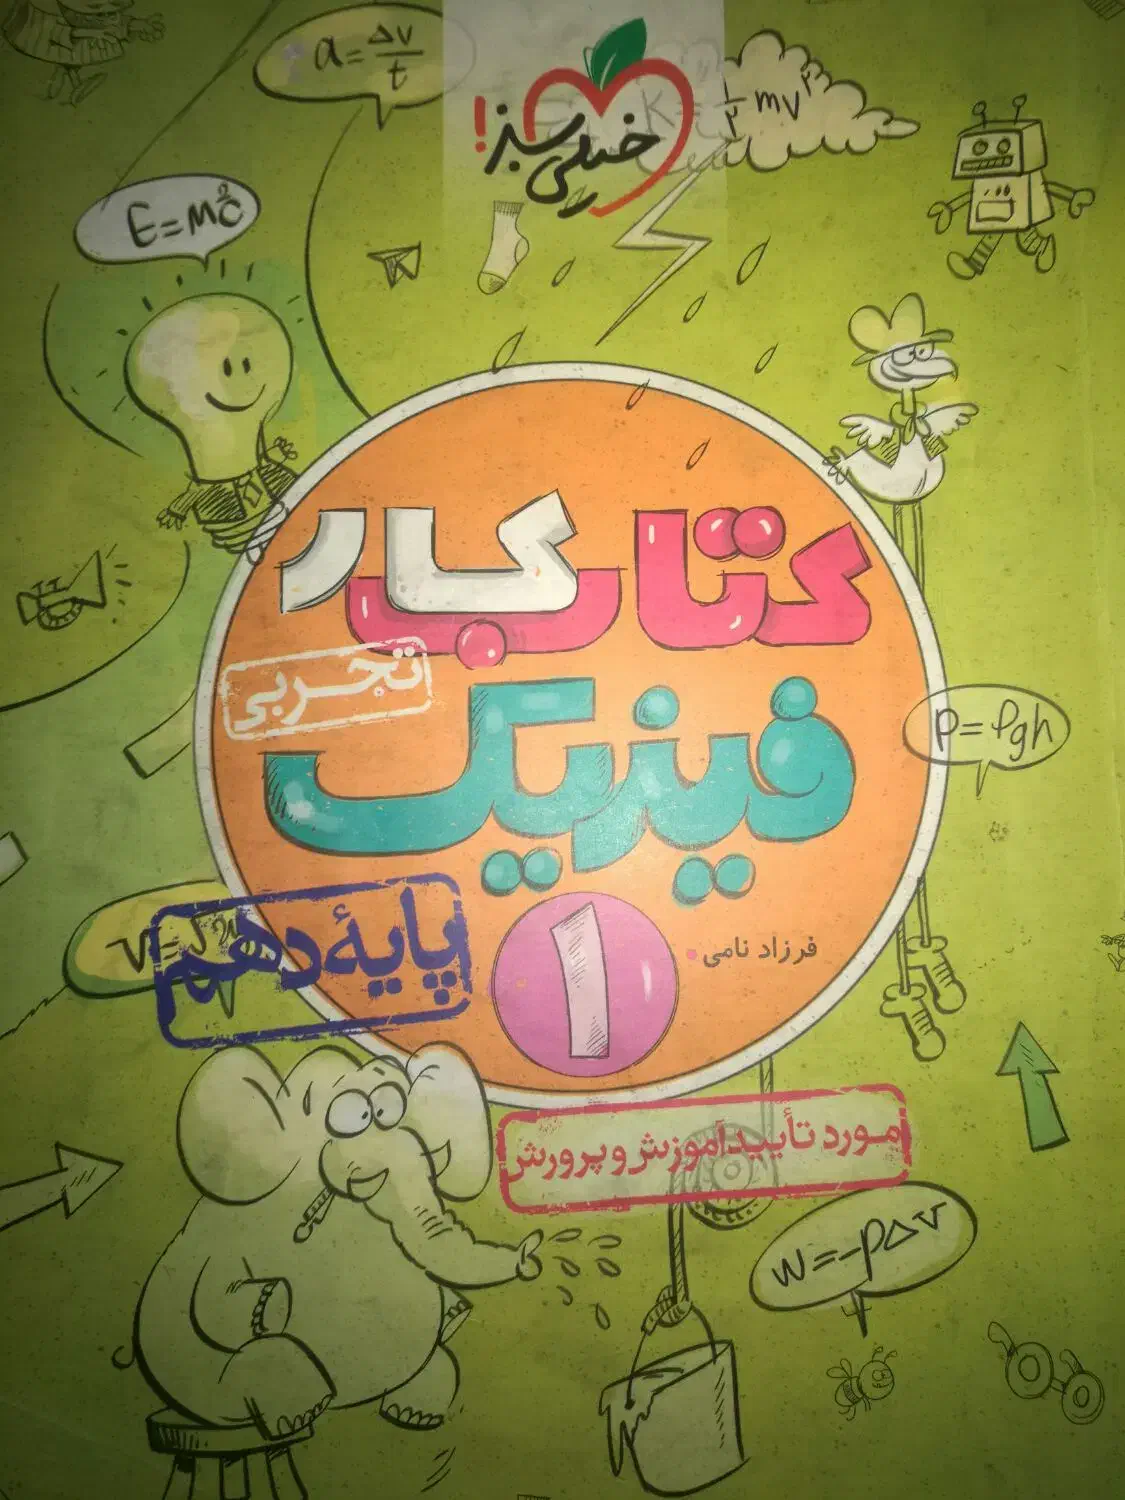 a = Δv/t
خیلی سبز!
K = ½ mv²
E=mc²
کتاب کار
تجربی
فیزیک
P = ρgh
پایهٔ دهم
۱
فرزاد نامی
مورد تأیید آموزش و پرورش
W = -PΔV